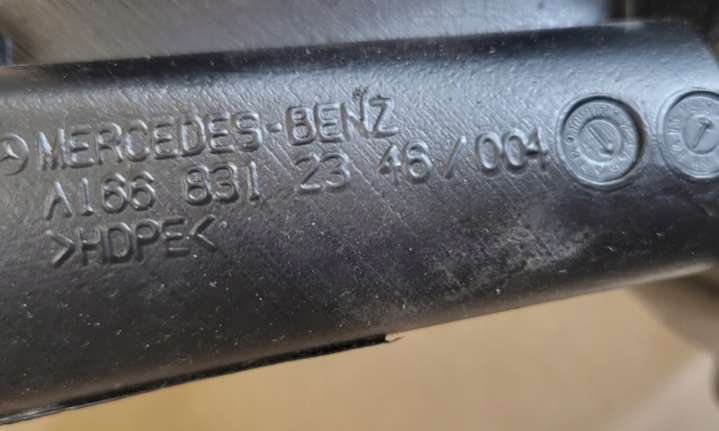 MERCEDES-BENZ
A166 831 23 46/004
>HDPE<